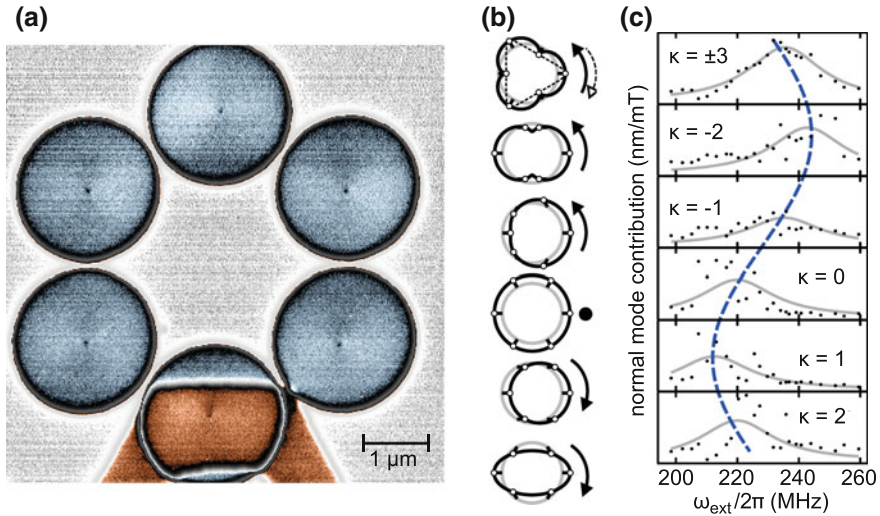 (a)
1 µm
(b)
(c)
normal mode contribution (nm/mT)
κ = ±3
κ = -2
κ = -1
κ = 0
κ = 1
κ = 2
198 220 240 260
ω_ext/2π (MHz)